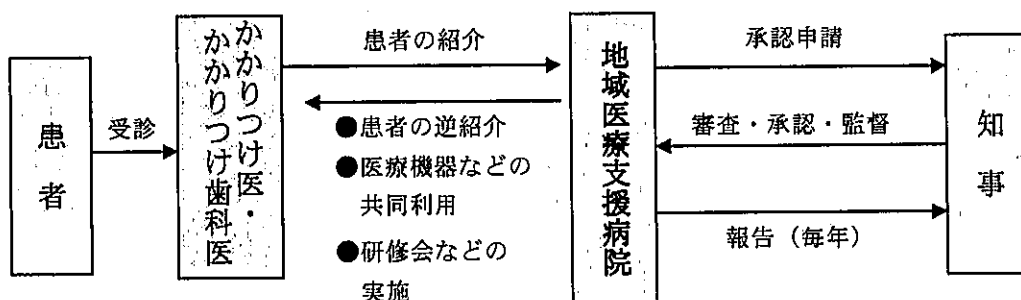 患者
受診
かかりつけ医・
かかりつけ歯科医
患者の紹介
●患者の逆紹介
●医療機器などの
共同利用
●研修会などの
実施
地域医療支援病院
承認申請
審査・承認・監督
報告（毎年）
知事